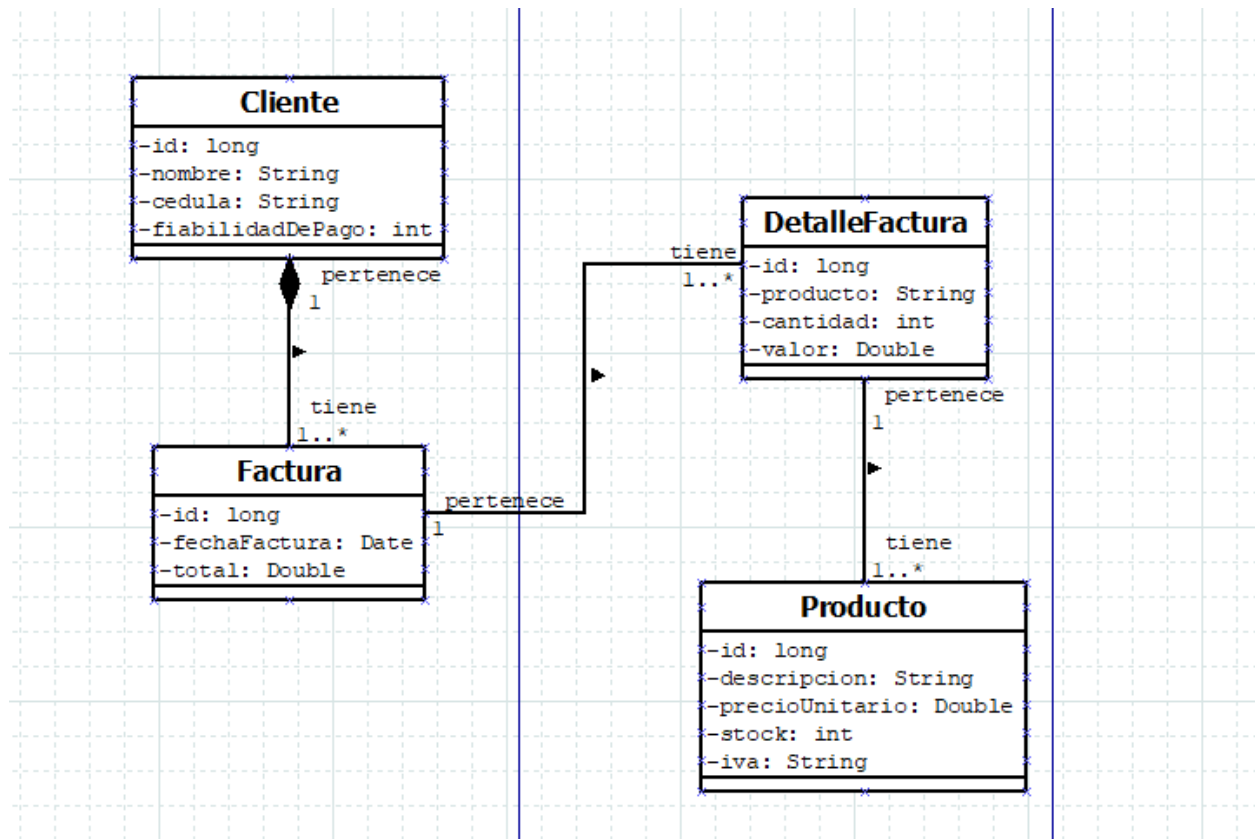 Cliente
-id: long
-nombre: String
-cedula: String
-fiabilidadDePago: int
pertenece
1
tiene
1..*
Factura
-id: long
-fechaFactura: Date
-total: Double
pertenece
1
tiene
1..*
DetalleFactura
-id: long
-producto: String
-cantidad: int
-valor: Double
pertenece
1
tiene
1..*
Producto
-id: long
-descripcion: String
-precioUnitario: Double
-stock: int
-iva: String